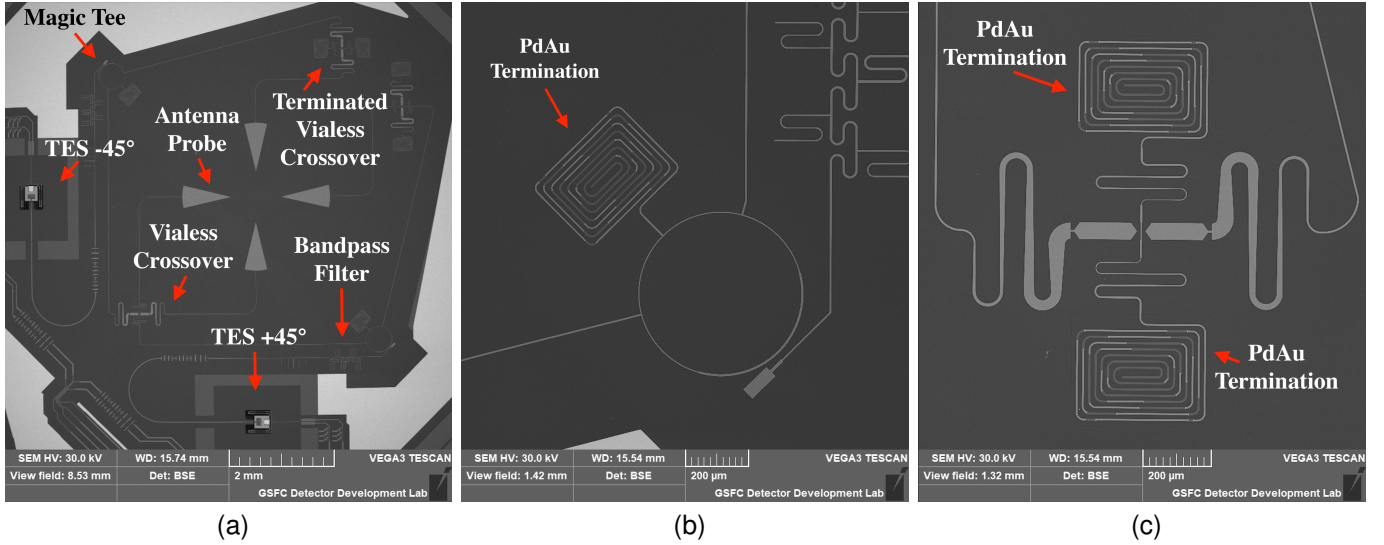 Magic Tee
Antenna
Probe
Terminated
Vialess
Crossover
TES -45°
Vialess
Crossover
Bandpass
Filter
TES +45°
SEM HV: 30.0 kV
WD: 15.74 mm
VEGA3 TESCAN
View field: 8.53 mm
Det: BSE
2 mm
GSFC Detector Development Lab
(a)
PdAu
Termination
SEM HV: 30.0 kV
WD: 15.54 mm
VEGA3 TESCAN
View field: 1.42 mm
Det: BSE
200 µm
GSFC Detector Development Lab
(b)
PdAu
Termination
PdAu
Termination
SEM HV: 30.0 kV
WD: 15.54 mm
VEGA3 TESCAN
View field: 1.32 mm
Det: BSE
200 µm
GSFC Detector Development Lab
(c)